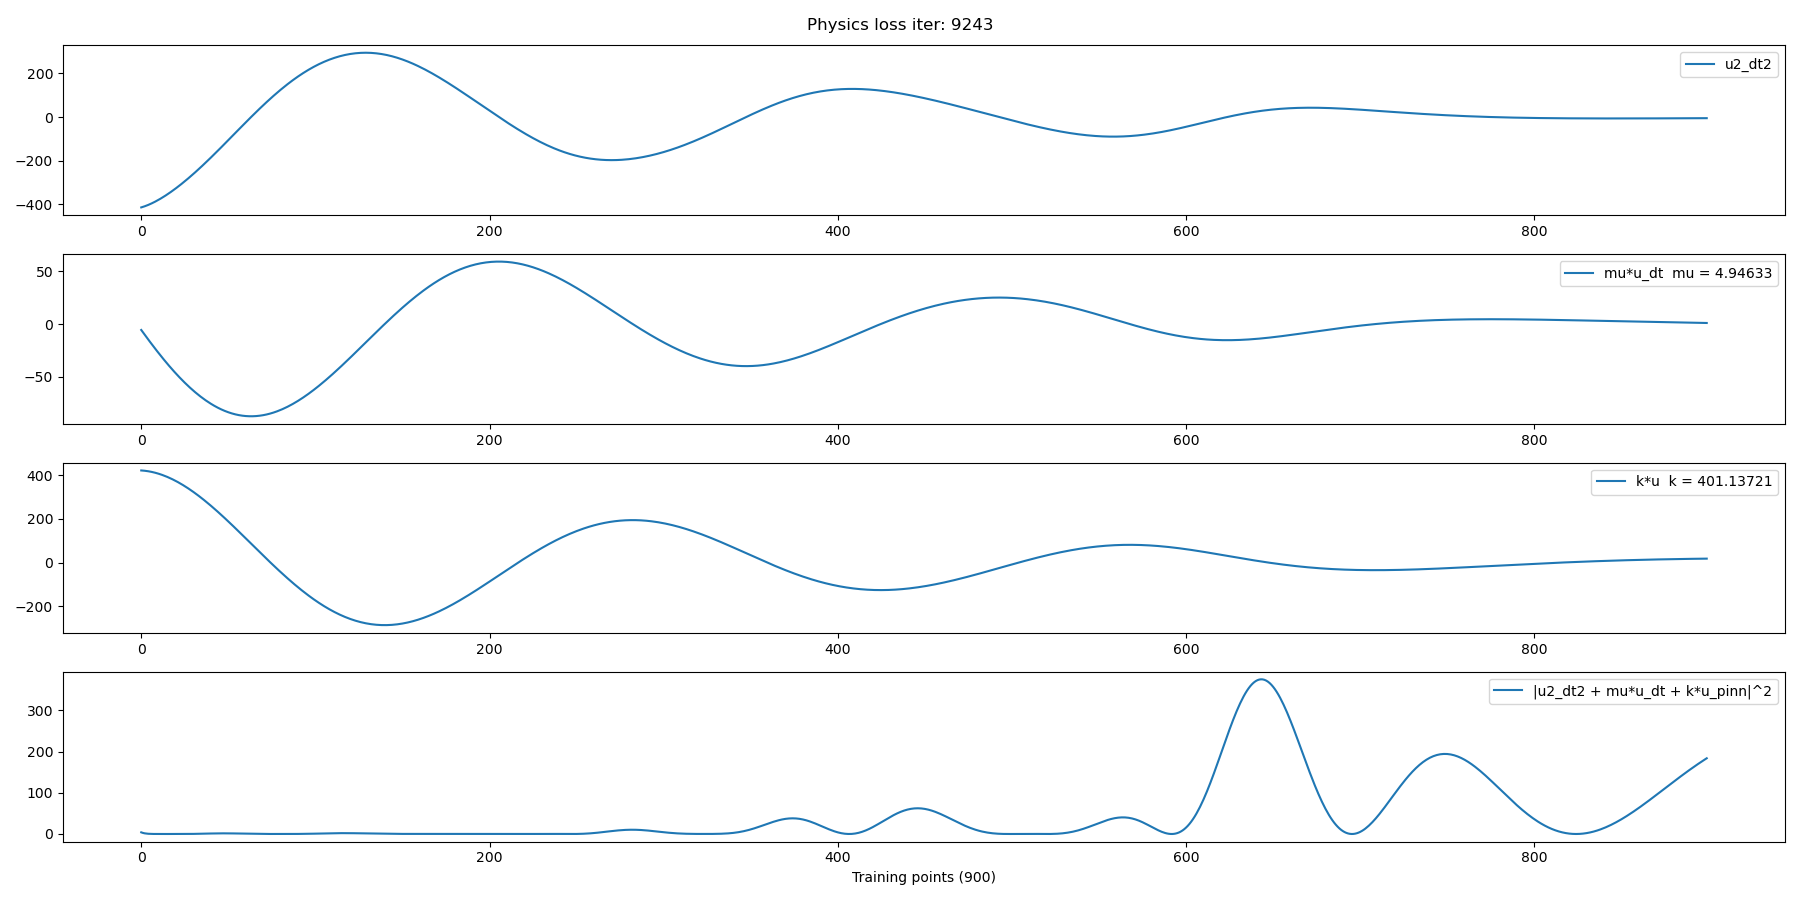 Physics loss iter: 9243
200
0
−200
−400
u2_dt2
0 200 400 600 800
50
0
−50
mu*u_dt  mu = 4.94633
0 200 400 600 800
400
200
0
−200
k*u  k = 401.13721
0 200 400 600 800
300
200
100
0
|u2_dt2 + mu*u_dt + k*u_pinn|^2
0 200 400 600 800
Training points (900)